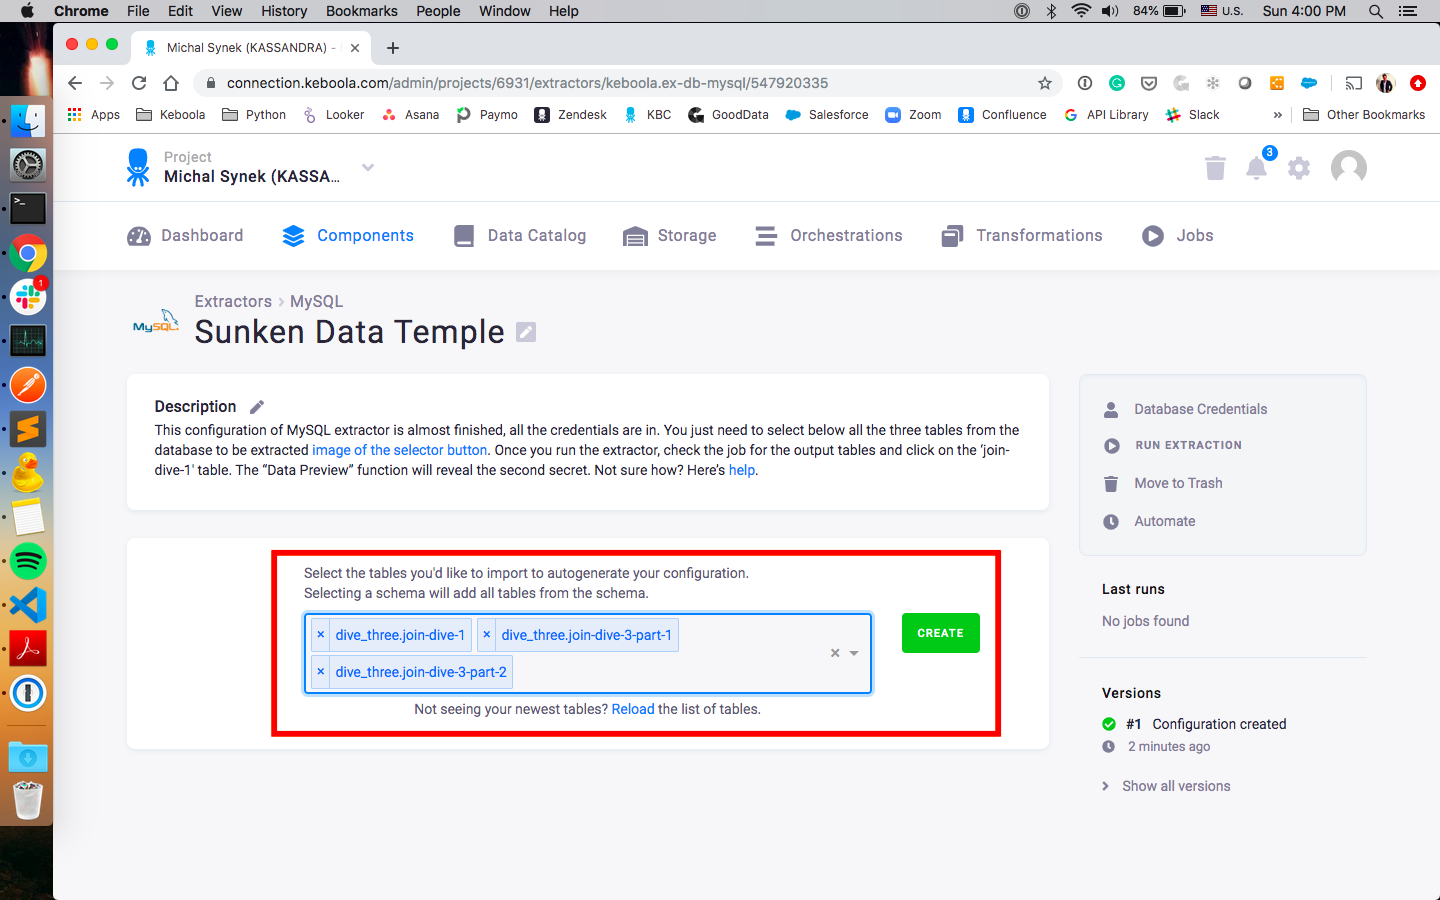 Chrome File Edit View History Bookmarks People Window Help 84% U.S. Sun 4:00 PM
Michal Synek (KASSANDRA) -
connection.keboola.com/admin/projects/6931/extractors/keboola.ex-db-mysql/547920335
Apps Keboola Python Looker Asana Paymo Zendesk KBC GoodData Salesforce Zoom Confluence API Library Slack » Other Bookmarks
Project
Michal Synek (KASSA...
3
Dashboard Components Data Catalog Storage Orchestrations Transformations Jobs
1
Extractors › MySQL
MySQL
Sunken Data Temple
Description
This configuration of MySQL extractor is almost finished, all the credentials are in. You just need to select below all the three tables from the
database to be extracted image of the selector button. Once you run the extractor, check the job for the output tables and click on the ‘join-
dive-1' table. The “Data Preview” function will reveal the second secret. Not sure how? Here’s help.
Database Credentials
RUN EXTRACTION
Move to Trash
Automate
Select the tables you'd like to import to autogenerate your configuration.
Selecting a schema will add all tables from the schema.
× dive_three.join-dive-1 × dive_three.join-dive-3-part-1
× dive_three.join-dive-3-part-2
CREATE
Not seeing your newest tables? Reload the list of tables.
Last runs
No jobs found
Versions
#1 Configuration created
2 minutes ago
Show all versions